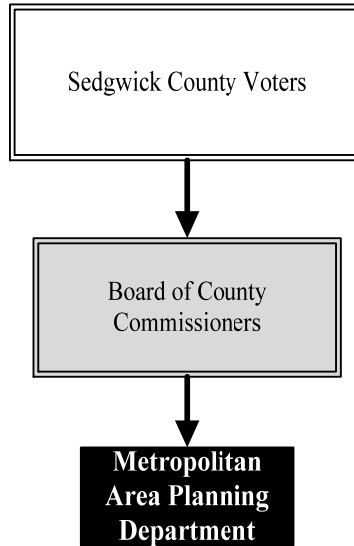 Sedgwick County Voters
Board of County
Commissioners
Metropolitan
Area Planning
Department